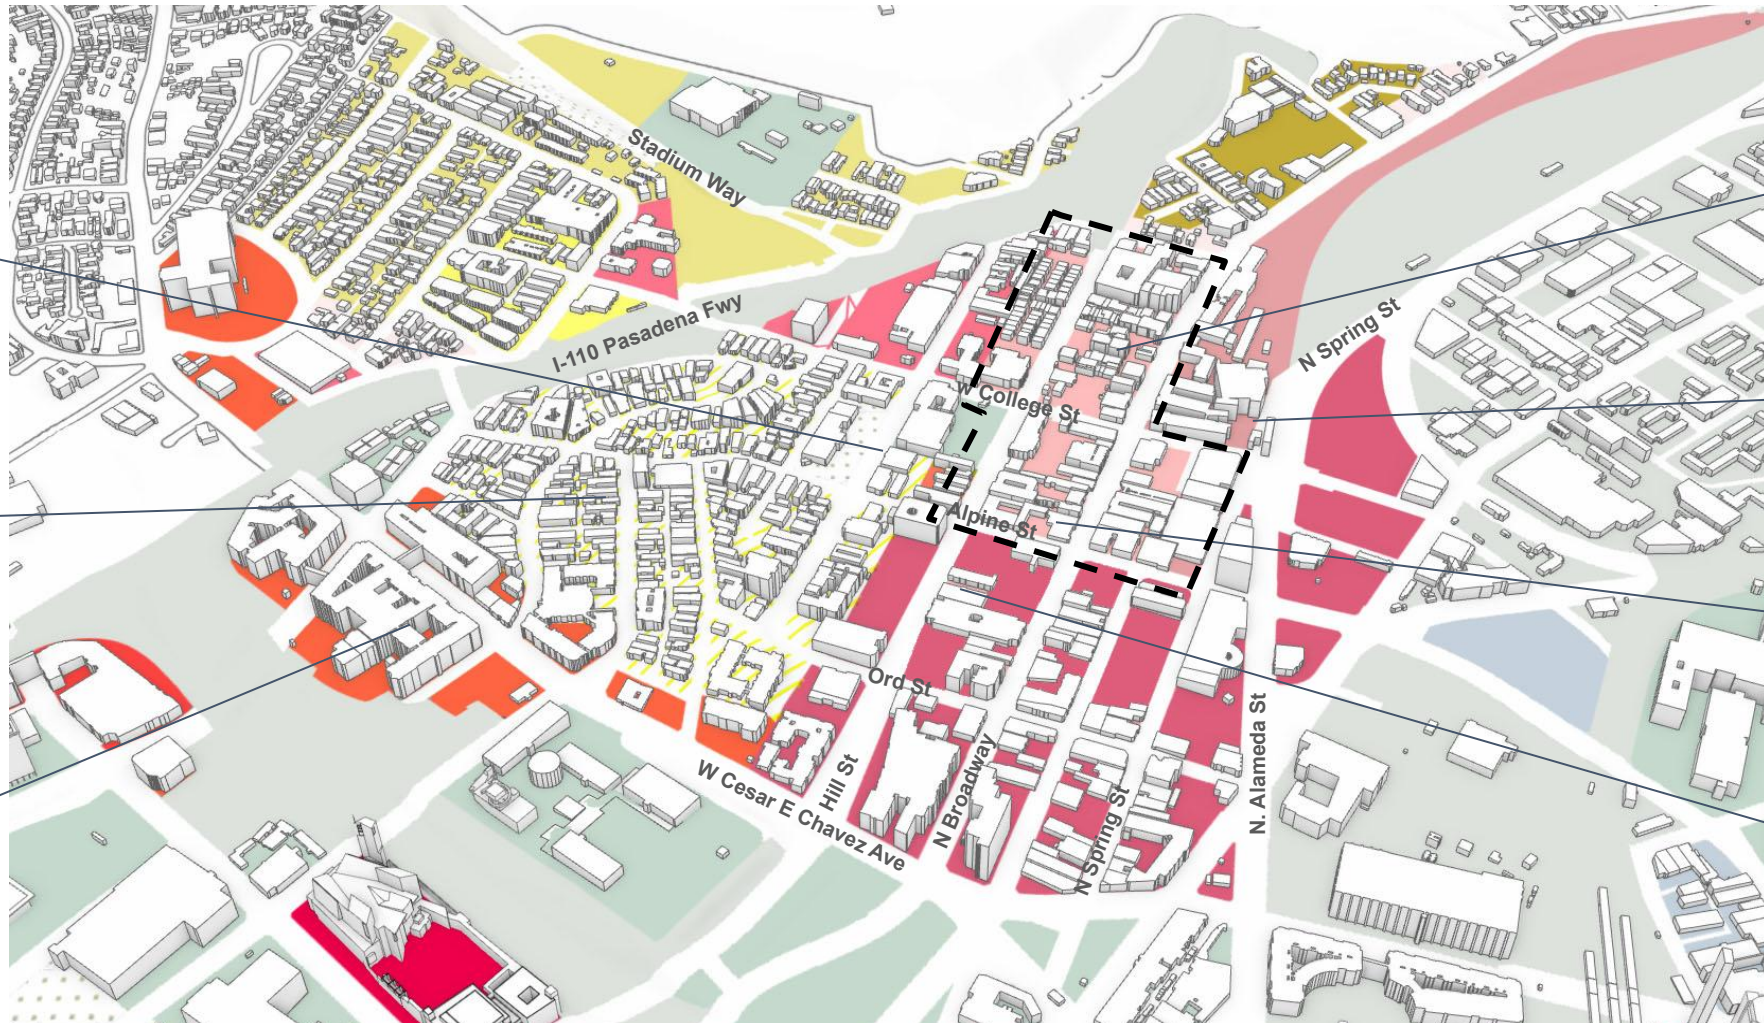 Stadium Way
I-110 Pasadena Fwy
N Spring St
W College St
Alpine St
Ord St
N. Alameda St
W Cesar E Chavez Ave
Hill St
N Broadway
N Spring St